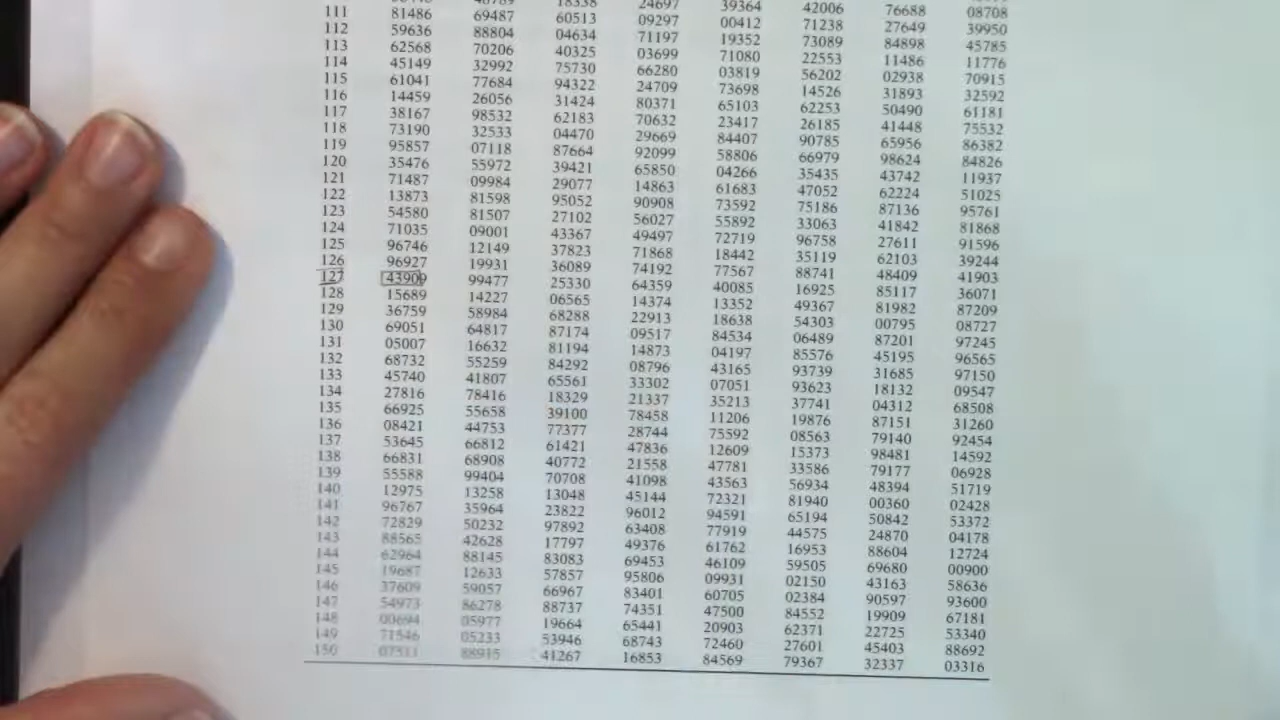 24697 39364 42006 76688 08708
111 81486 69487 60513 09297 00412 71238 27649 39950
112 59636 88804 04634 71197 19352 73089 84898 45785
113 62568 70206 40325 03699 71080 22553 11486 11776
114 45149 32992 75730 66280 03819 56202 02938 70915
115 61041 77684 94322 24709 73698 14526 31893 32592
116 14459 26056 31424 80371 65103 62253 50490 61181
117 38167 98532 62183 70632 23417 26185 41448 75532
118 73190 32533 04470 29669 84407 90785 65956 86382
119 95857 07118 87664 92099 58806 66979 98624 84826
120 35476 55972 39421 65850 04266 35435 43742 11937
121 71487 09984 29077 14863 61683 47052 62224 51025
122 13873 81598 95052 90908 73592 75186 87136 95761
123 54580 81507 27102 56027 55892 33063 41842 81868
124 71035 09001 43367 49497 72719 96758 27611 91596
125 96746 12149 37823 71868 18442 35119 62103 39244
126 96927 19931 36089 74192 77567 88741 48409 41903
127 43909 99477 25330 64359 40085 16925 85117 36071
128 15689 14227 06565 14374 13352 49367 81982 87209
129 36759 58984 68288 22913 18638 54303 00795 08727
130 69051 64817 87174 09517 84534 06489 87201 97245
131 05007 16632 81194 14873 04197 85576 45195 96565
132 68732 55259 84292 08796 43165 93739 31685 97150
133 45740 41807 65561 33302 07051 93623 18132 09547
134 27816 78416 18329 21337 35213 37741 04312 68508
135 66925 55658 39100 78458 11206 19876 87151 31260
136 08421 44753 77377 28744 75592 08563 79140 92454
137 53645 66812 61421 47836 12609 15373 98481 14592
138 66831 68908 40772 21558 47781 33586 79177 06928
139 55588 99404 70708 41098 43563 56934 48394 51719
140 12975 13258 13048 45144 72321 81940 00360 02428
141 96767 35964 23822 96012 94591 65194 50842 53372
142 72829 50232 97892 63408 77919 44575 24870 04178
143 88565 42628 17797 49376 61762 16953 88604 12724
144 62964 88145 83083 69453 46109 59505 69680 00900
145 19687 12633 57857 95806 09931 02150 43163 58636
146 37609 59057 66967 83401 60705 02384 90597 93600
147 54973 86278 88737 74351 47500 84552 19909 67181
148 00694 05977 19664 65441 20903 62371 22725 53340
149 71546 05233 53946 68743 72460 27601 45403 88692
150 07511 88915 41267 16853 84569 79367 32337 03316